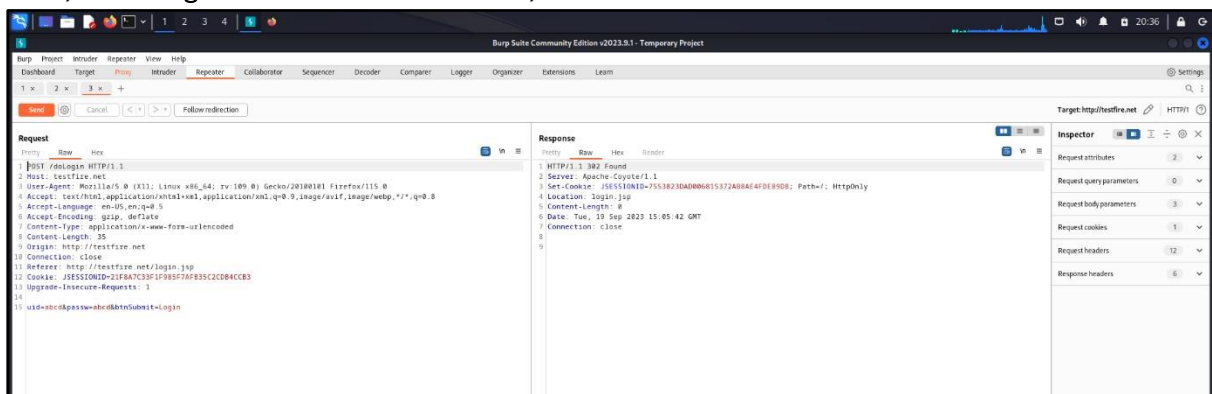 1 2 3 4
20:36
Burp Suite Community Edition v2023.9.1 - Temporary Project
Burp Project Intruder Repeater View Help
Dashboard Target Proxy Intruder Repeater Collaborator Sequencer Decoder Comparer Logger Organizer Extensions Learn
Settings
1 × 2 × 3 × +
Send Cancel < > Follow redirection
Target: http://testfire.net HTTP/1
Request
Pretty Raw Hex
\n
1 POST /doLogin HTTP/1.1
2 Host: testfire.net
3 User-Agent: Mozilla/5.0 (X11; Linux x86_64; rv:109.0) Gecko/20100101 Firefox/115.0
4 Accept: text/html,application/xhtml+xml,application/xml;q=0.9,image/avif,image/webp,*/*;q=0.8
5 Accept-Language: en-US,en;q=0.5
6 Accept-Encoding: gzip, deflate
7 Content-Type: application/x-www-form-urlencoded
8 Content-Length: 35
9 Origin: http://testfire.net
10 Connection: close
11 Referer: http://testfire.net/login.jsp
12 Cookie: JSESSIONID=21F8A7C33F1F985F7AFB35C2CDB4CCB3
13 Upgrade-Insecure-Requests: 1
14
15 uid=abcd&passw=abcd&btnSubmit=Login
Response
Pretty Raw Hex Render
\n
1 HTTP/1.1 302 Found
2 Server: Apache-Coyote/1.1
3 Set-Cookie: Path=/; HttpOnly
4 Location: login.jsp
5 Content-Length: 0
6 Date: Tue, 19 Sep 2023 15:05:42 GMT
7 Connection: close
8
9
Inspector
Request attributes 2
Request query parameters 0
Request body parameters 3
Request cookies 1
Request headers 12
Response headers 6